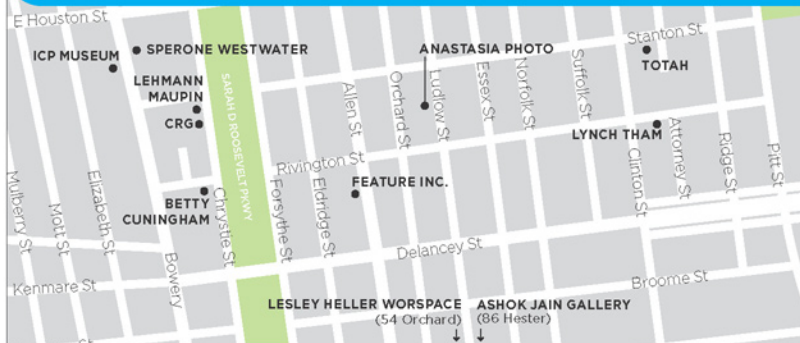 E Houston St
SPERONE WESTWATER
ICP MUSEUM
ANASTASIA PHOTO
Stanton St
TOTAH
LEHMANN
MAUPIN
CRG
SARAH D ROOSEVELT PKWY
Allen St
Orchard St
Ludlow St
Essex St
Norfolk St
Suffolk St
LYNCH THAM
Attorney St
Rivington St
FEATURE INC.
Clinton St
Ridge St
Pitt St
Mulberry St
Mott St
Elizabeth St
BETTY
CUNINGHAM
Chrystie St
Forsythe St
Eldridge St
Delancey St
Bowery
Kenmare St
Broome St
LESLEY HELLER WORSPACE
(54 Orchard)
ASHOK JAIN GALLERY
(86 Hester)